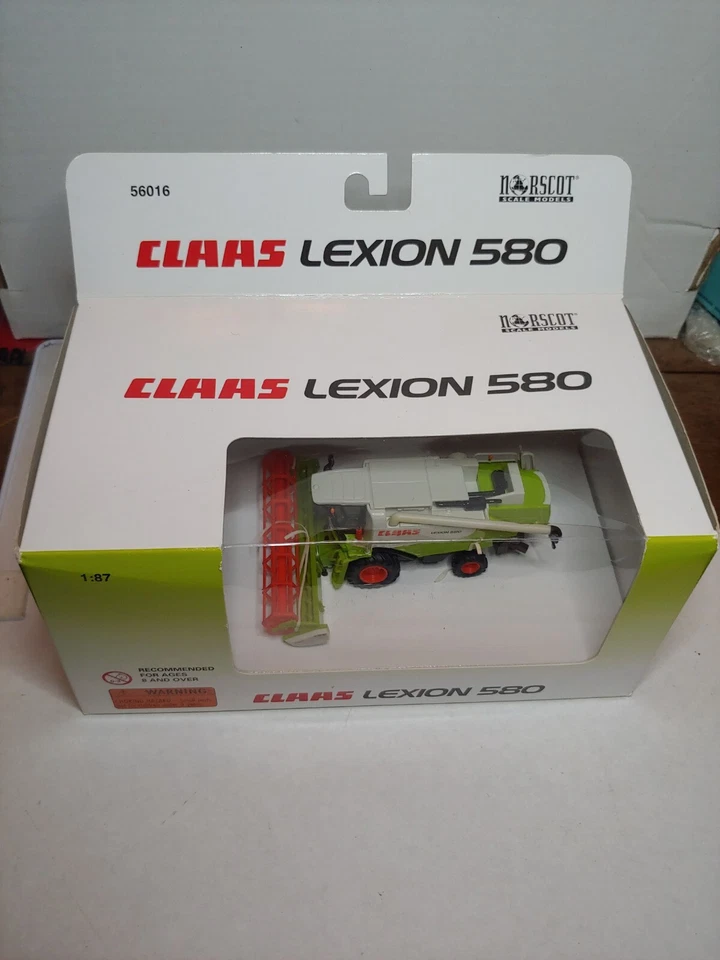 56016
NORSCOT®
SCALE MODELS
CLAAS LEXION 580
NORSCOT®
SCALE MODELS
CLAAS LEXION 580
CLAAS
1:87
RECOMMENDED
FOR AGES
8 AND OVER
WARNING
CLAAS LEXION 580